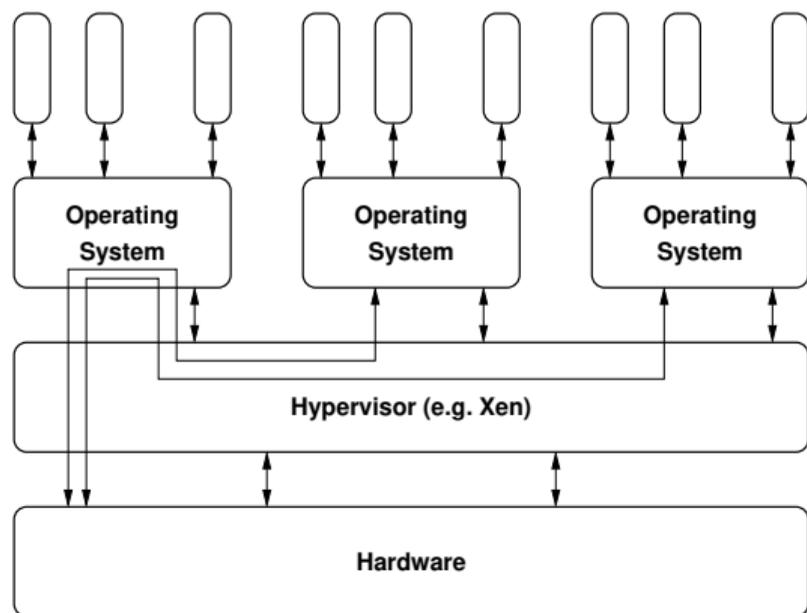 Operating
System
Operating
System
Operating
System
Hypervisor (e.g. Xen)
Hardware